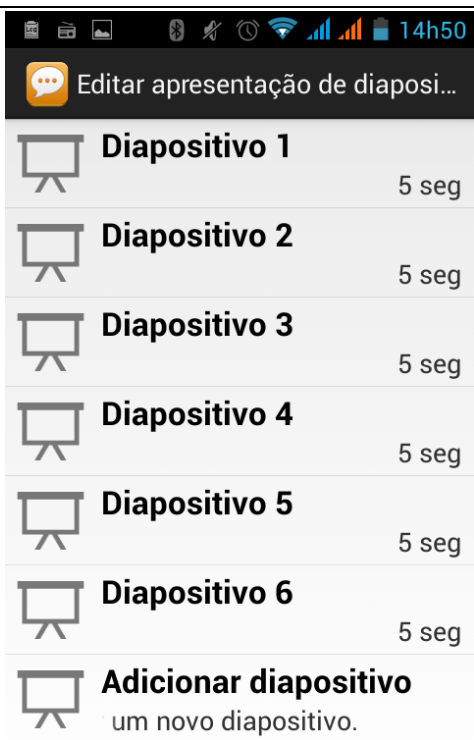 14h50
Editar apresentação de diaposi...
Diapositivo 1
5 seg
Diapositivo 2
5 seg
Diapositivo 3
5 seg
Diapositivo 4
5 seg
Diapositivo 5
5 seg
Diapositivo 6
5 seg
Adicionar diapositivo
um novo diapositivo.